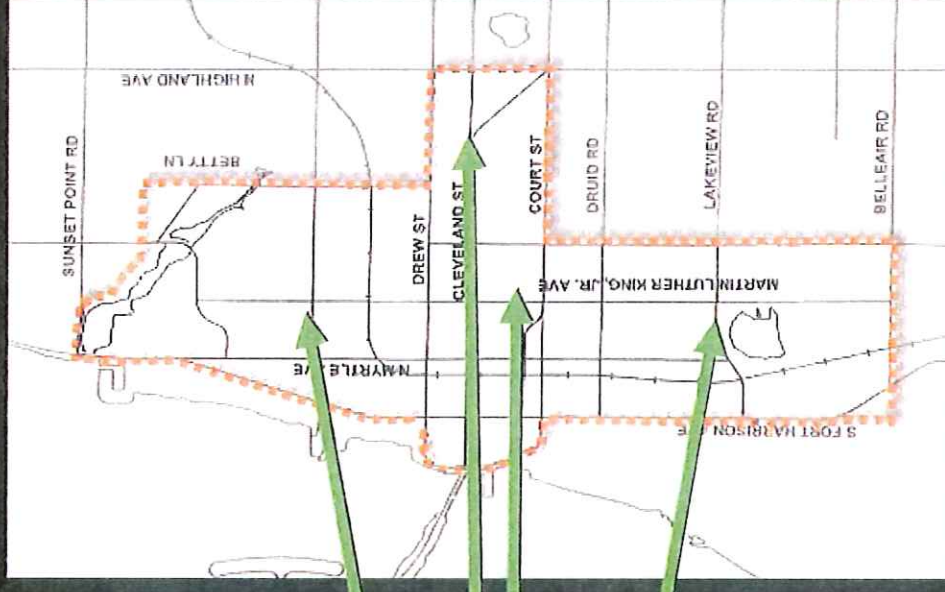 N HIGHLAND AVE
SUNSET POINT RD
BETTY LN
DREW ST
CLEVELAND ST
COURT ST
DRUID RD
LAKEVIEW RD
BELLEAIR RD
MARTIN LUTHER KING, JR. AVE
N MYRTLE AVE
S FORT HARRISON E